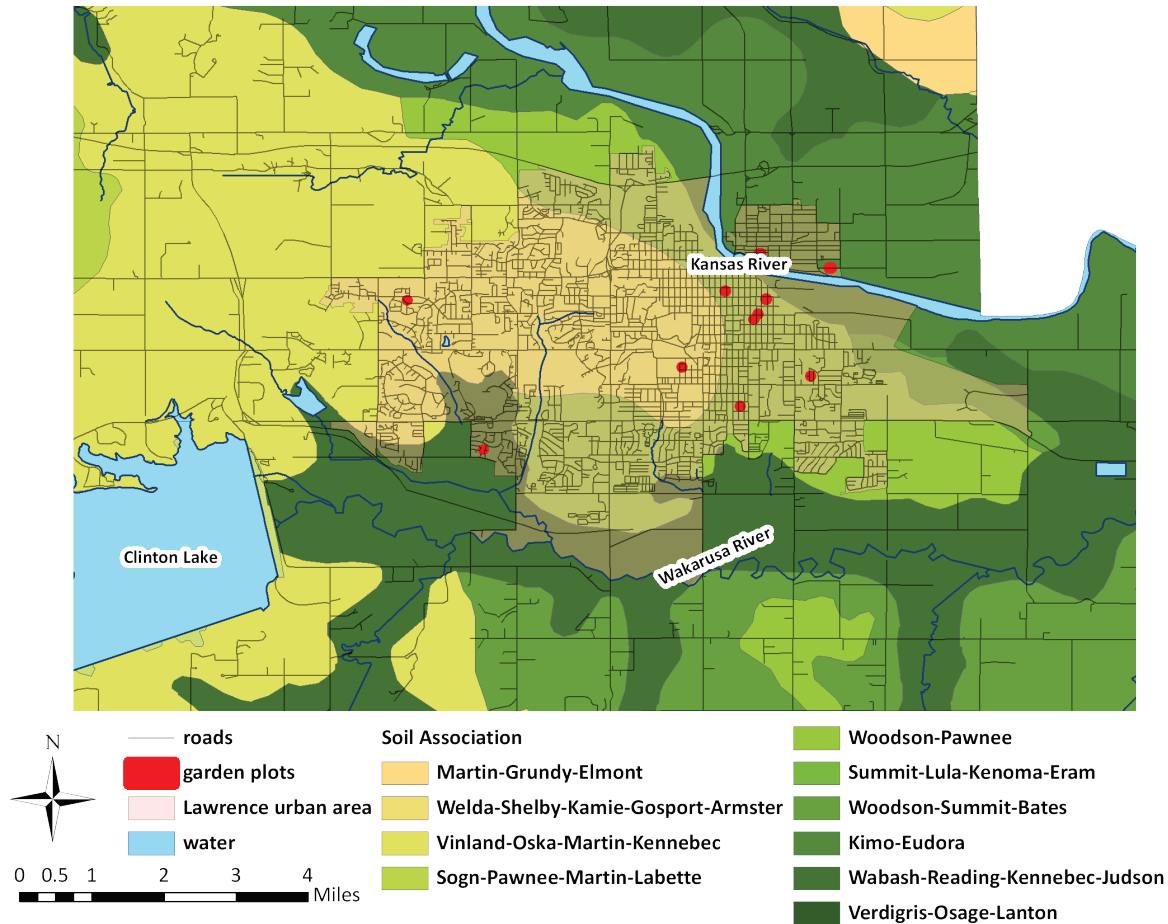 Kansas River
Clinton Lake
Wakarusa River
N
0 0.5 1 2 3 4
Miles
roads
garden plots
Lawrence urban area
water
Soil Association
Martin-Grundy-Elmont
Welda-Shelby-Kamie-Gosport-Armster
Vinland-Oska-Martin-Kennebec
Sogn-Pawnee-Martin-Labette
Woodson-Pawnee
Summit-Lula-Kenoma-Eram
Woodson-Summit-Bates
Kimo-Eudora
Wabash-Reading-Kennebec-Judson
Verdigris-Osage-Lanton